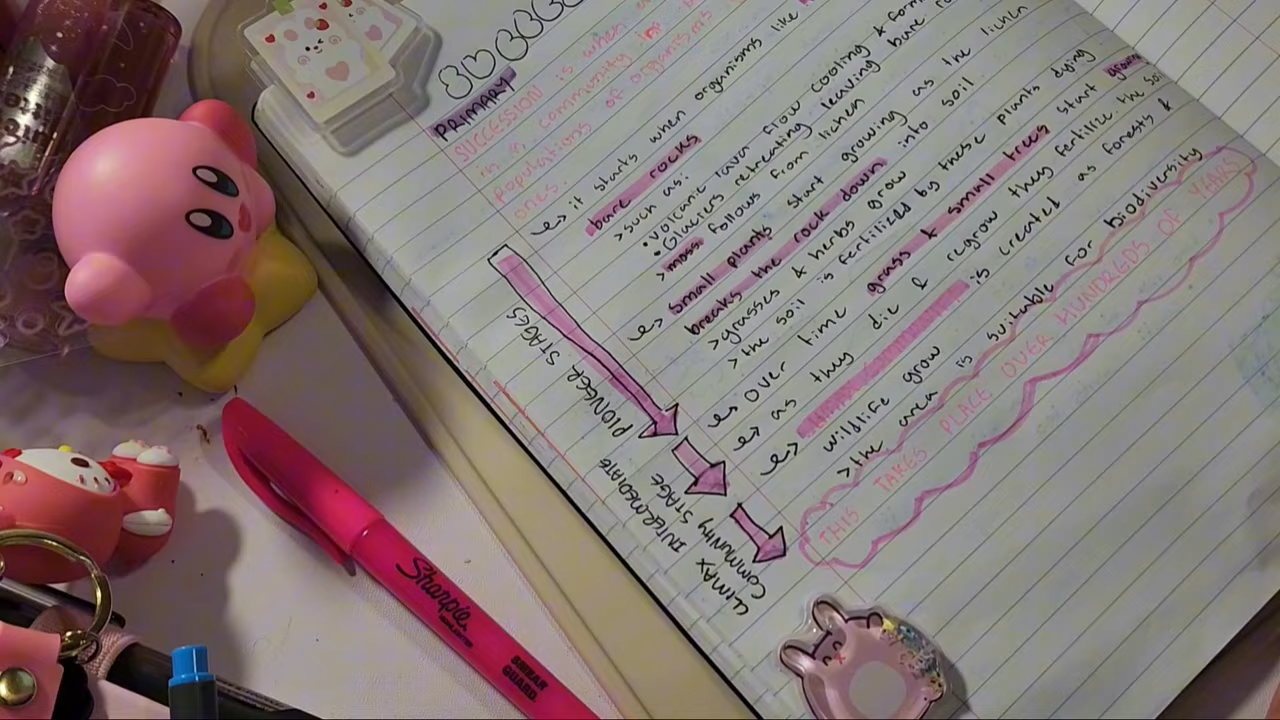 PRIMARY
SUCCESSION is when
in a community
populations of organisms
ones.
↳ it starts when organisms like
bare rocks
> such as:
• Volcanic lava flow cooling & form
• Glaciers retreating leaving bare
> moss follows from lichen
↳ small plants start growing as the lichen
breaks the rock down into soil
> grasses & herbs grow
> the soil is fertilized by these plants dying
↳ over time grass & small trees start
↳ as they die & regrow they fertilize the soil
↳ is created as forests &
wildlife grow
> the area is suitable for biodiversity
THIS TAKES PLACE OVER HUNDREDS OF YEARS
PIONEER STAGES
INTERMEDIATE
STAGE
CLIMAX
COMMUNITY
Sharpie
HIGHLIGHTER
SMEAR
GUARD